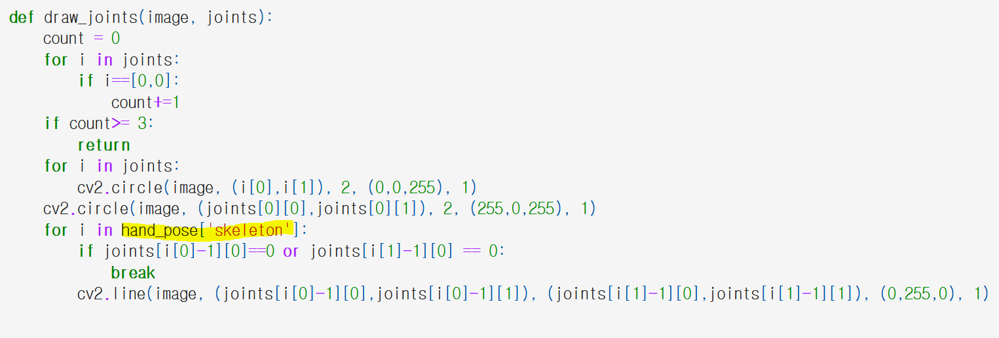 def draw_joints(image, joints):
    count = 0
    for i in joints:
        if i==[0,0]:
            count+=1
    if count>= 3:
        return
    for i in joints:
        cv2.circle(image, (i[0],i[1]), 2, (0,0,255), 1)
    cv2.circle(image, (joints[0][0],joints[0][1]), 2, (255,0,255), 1)
    for i in hand_pose['skeleton']:
        if joints[i[0]-1][0]==0 or joints[i[1]-1][0] == 0:
            break
        cv2.line(image, (joints[i[0]-1][0],joints[i[0]-1][1]), (joints[i[1]-1][0],joints[i[1]-1][1]), (0,255,0), 1)